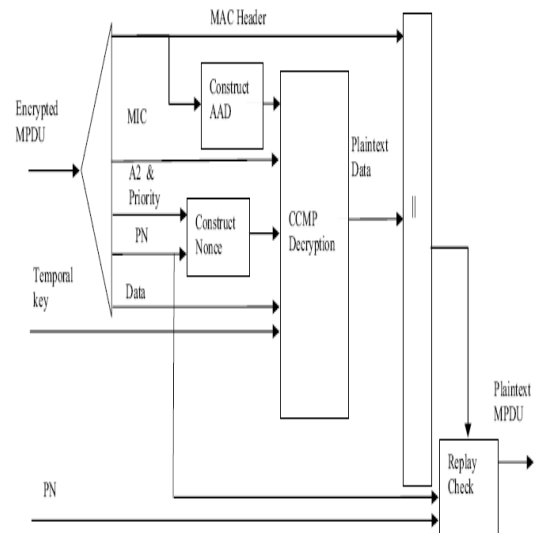 MAC Header
Construct
AAD
Encrypted
MPDU
MIC
Plaintext
Data
A2 &
Priority
Construct
Nonce
CCMP
Decryption
||
PN
Temporal
key
Data
Plaintext
MPDU
Replay
Check
PN